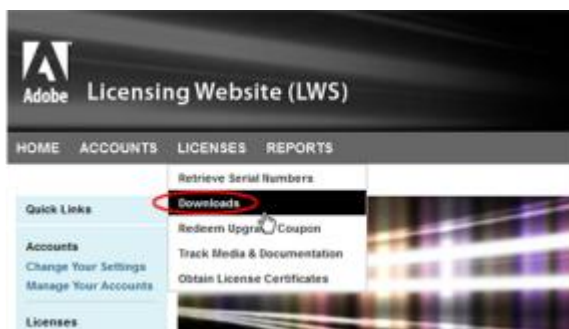 Adobe
Licensing Website (LWS)
HOME ACCOUNTS LICENSES REPORTS
Retrieve Serial Numbers
Downloads
Redeem Upgra Coupon
Track Media & Documentation
Obtain License Certificates
Quick Links
Accounts
Change Your Settings
Manage Your Accounts
Licenses